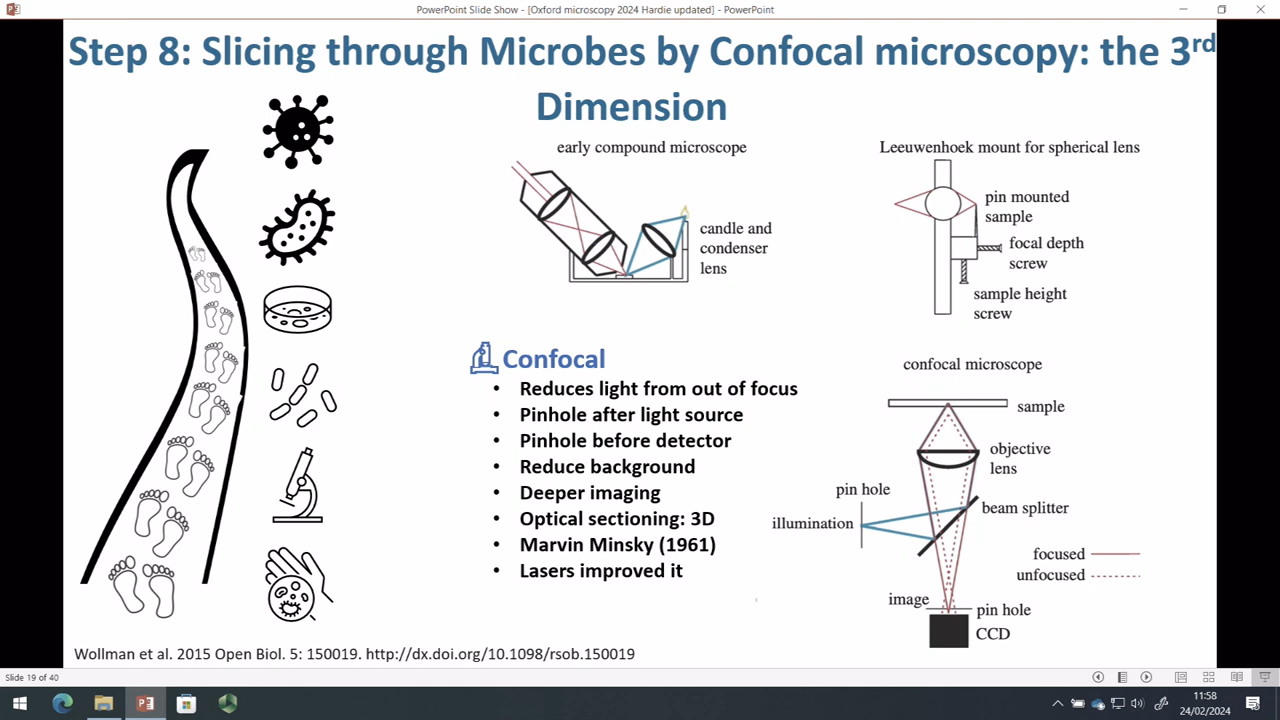 PowerPoint Slide Show - [Oxford microscopy 2024 Hardie updated] - PowerPoint
Step 8: Slicing through Microbes by Confocal microscopy: the 3rd
Dimension
early compound microscope
candle and
condenser
lens
Leeuwenhoek mount for spherical lens
pin mounted
sample
focal depth
screw
sample height
screw
Confocal
• Reduces light from out of focus
• Pinhole after light source
• Pinhole before detector
• Reduce background
• Deeper imaging
• Optical sectioning: 3D
• Marvin Minsky (1961)
• Lasers improved it
confocal microscope
sample
objective
lens
pin hole
beam splitter
illumination
focused
unfocused
image
pin hole
CCD
Wollman et al. 2015 Open Biol. 5: 150019. http://dx.doi.org/10.1098/rsob.150019
Slide 19 of 40
11:58
24/02/2024